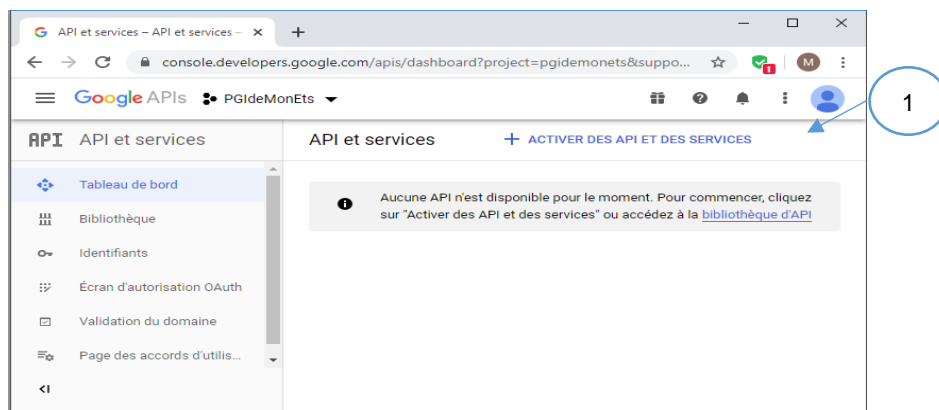 API et services – API et services –
console.developers.google.com/apis/dashboard?project=pgidemonets&suppo...
1
M
Google APIs PGIdeMonEts
1
API API et services
API et services
+ ACTIVER DES API ET DES SERVICES
Tableau de bord
Aucune API n'est disponible pour le moment. Pour commencer, cliquez
sur "Activer des API et des services" ou accédez à la bibliothèque d'API
Bibliothèque
Identifiants
Écran d'autorisation OAuth
Validation du domaine
Page des accords d'utilis...